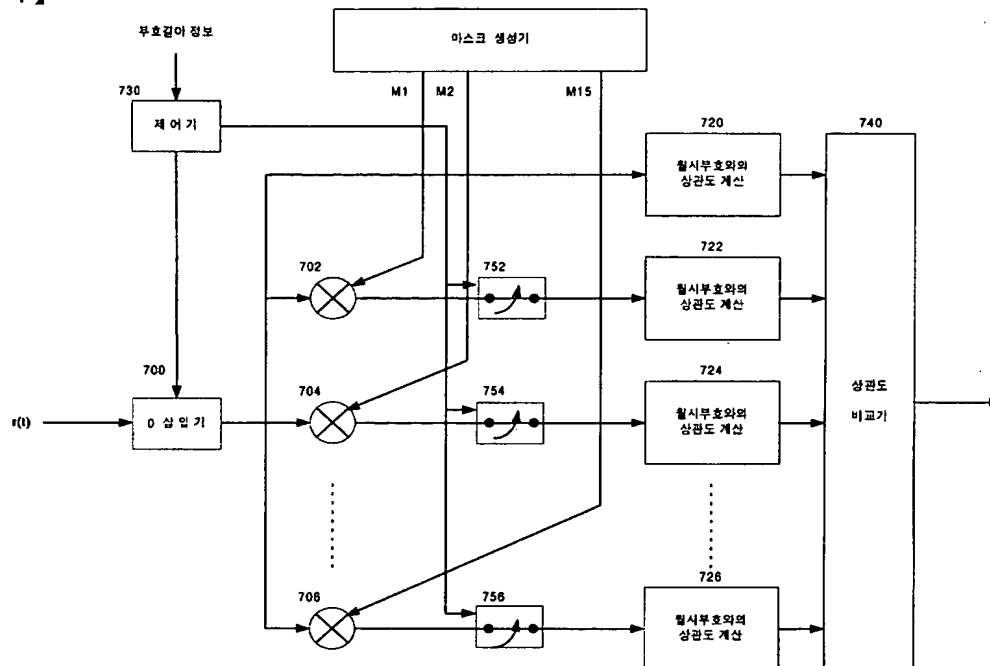 부호길아 정보
마스크 생성기
M1
M2
M15
730
제어기
720
월시부호와의
상관도 계산
740
702
752
722
월시부호와의
상관도 계산
700
704
754
724
월시부호와의
상관도 계산
상관도
비교기
r(t)
0 삽입기
706
756
726
월시부호와의
상관도 계산